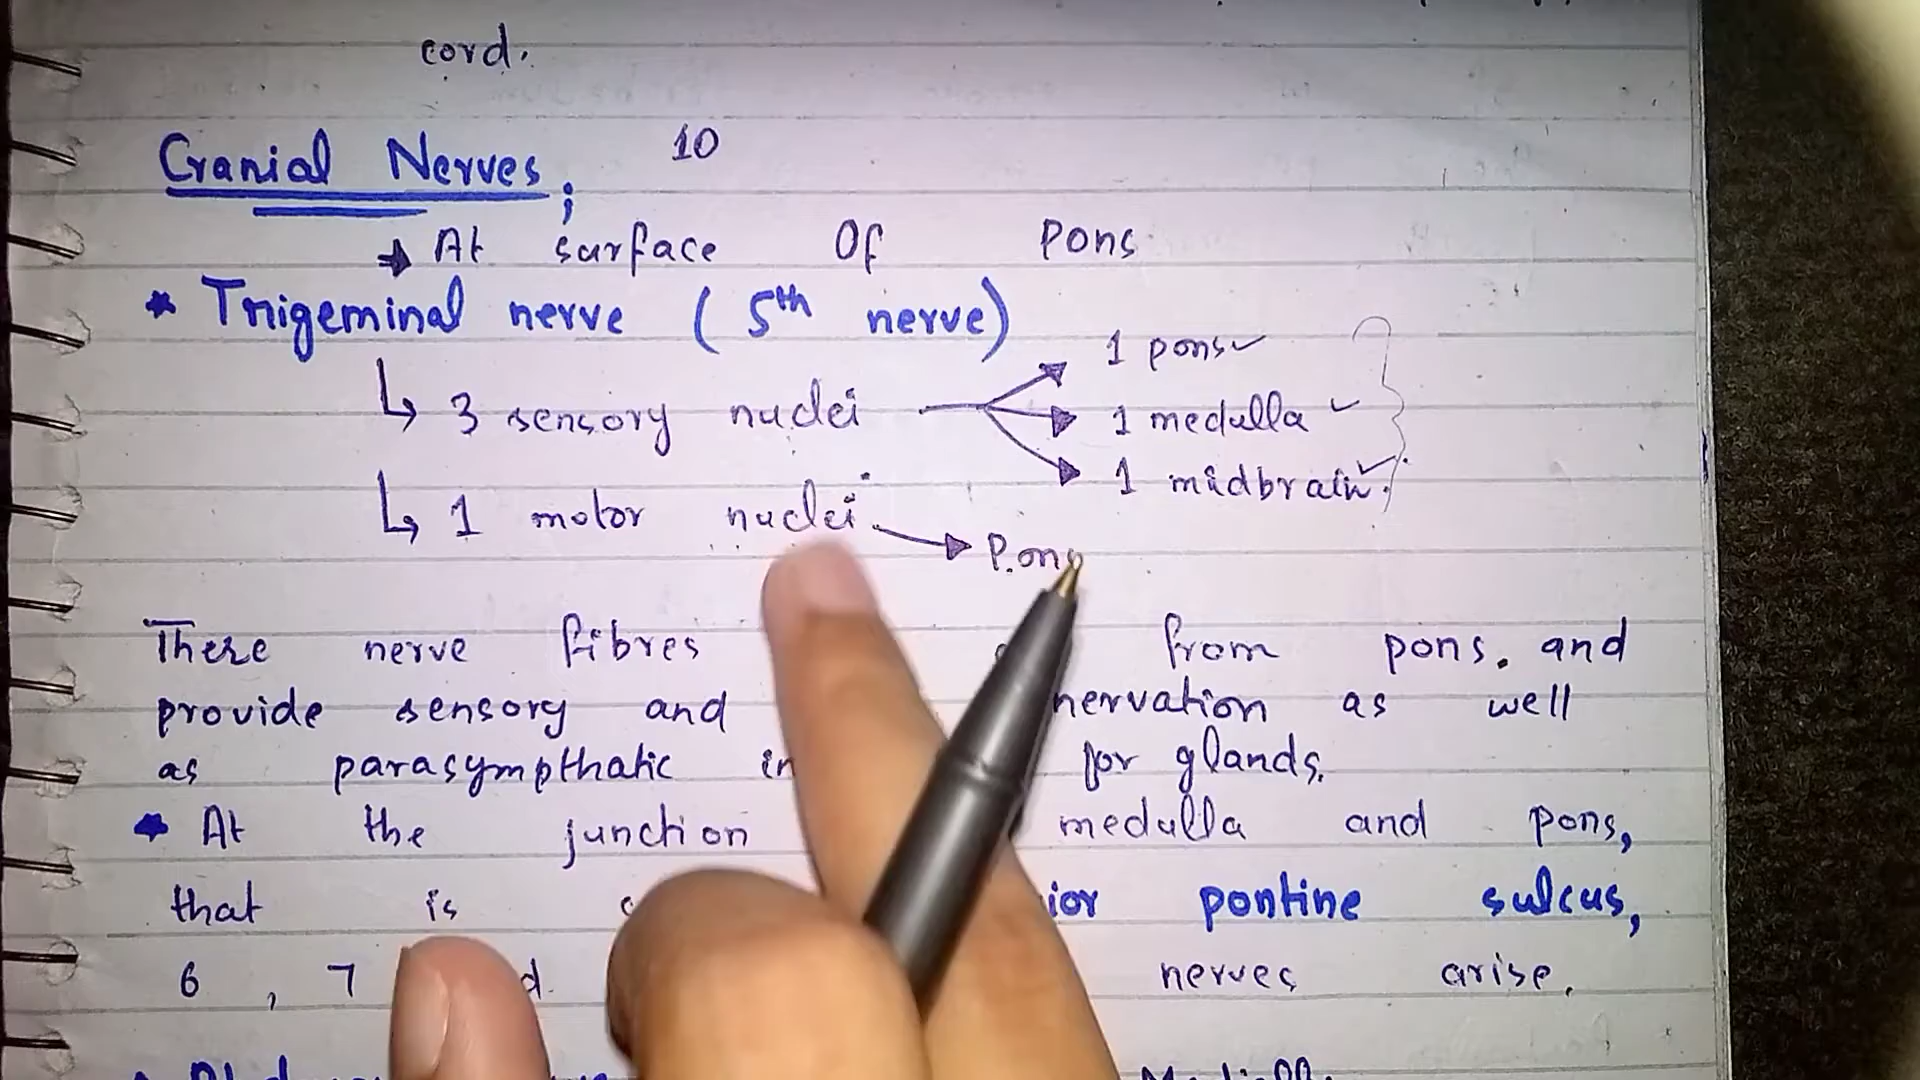 cord.
Cranial Nerves; 10
→ At surface Of Pons
* Trigeminal nerve (5th nerve)
↳ 3 sensory nuclei → 1 pons ✓
→ 1 medulla ✓
→ 1 midbrain ✓
↳ 1 motor nuclei → Pons
There nerve fibres from pons. and
provide sensory and as well
as parasympthatic for glands.
* At the junction medulla and pons,
that is pontine sulcus,
6, 7 nerves arise.